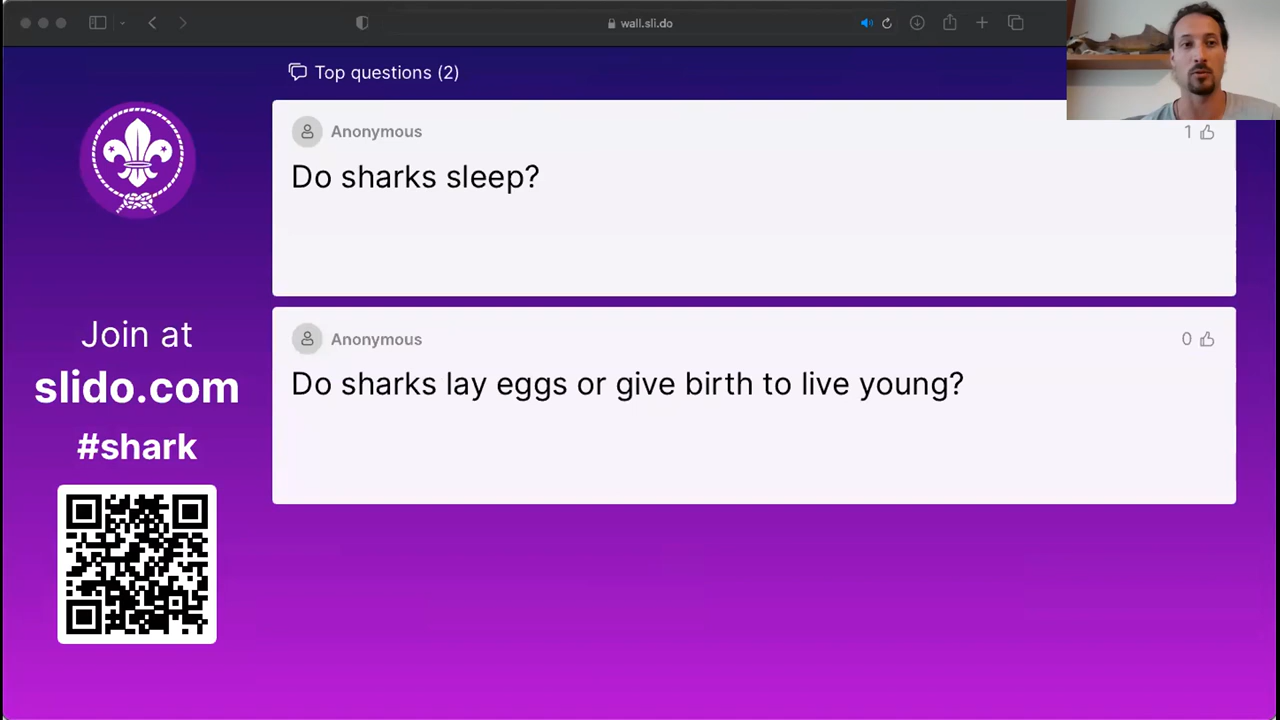 wall.sli.do
Top questions (2)
Anonymous
1
Do sharks sleep?
Anonymous
0
Do sharks lay eggs or give birth to live young?
Join at
slido.com
#shark